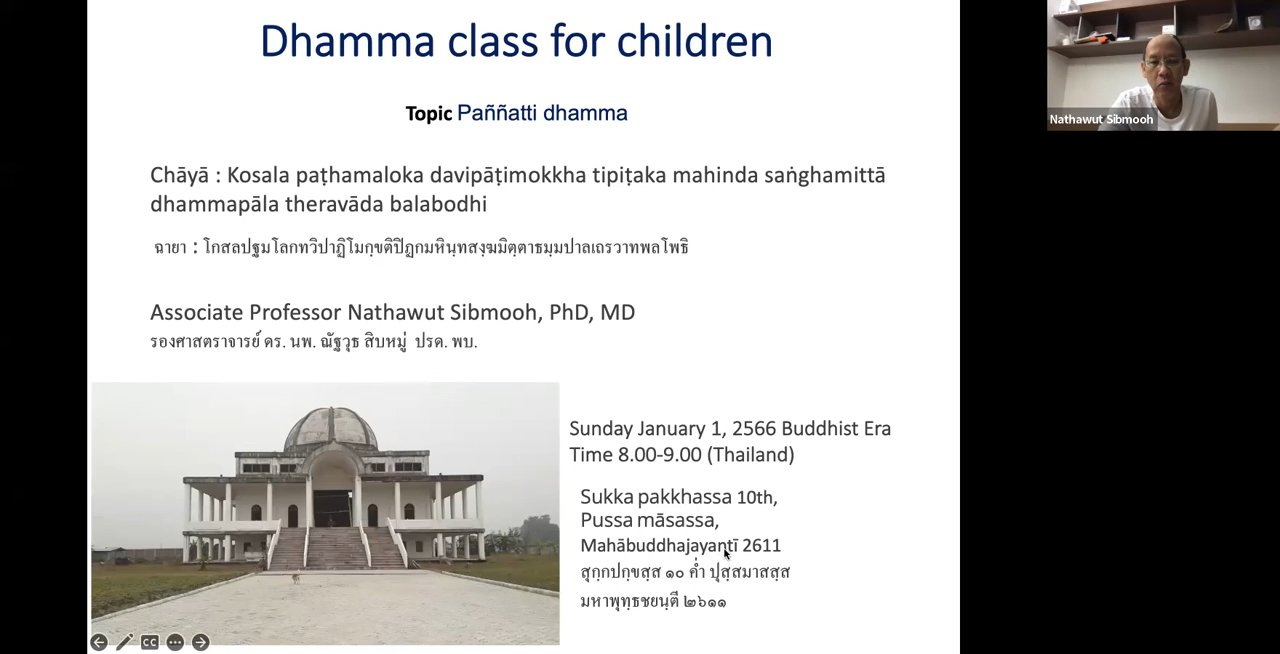 Dhamma class for children
Topic Paññatti dhamma
Chāyā : Kosala paṭhamaloka davipāṭimokkha tipiṭaka mahinda saṅghamittā
dhammapāla theravāda balabodhi
ฉายา : โกสลปฐมโลกทวิปาฏิโมกฺขติปิฏกมหินฺทสงฺฆมิตฺตาธมฺมปาลเถรวาทพลโพธิ
Associate Professor Nathawut Sibmooh, PhD, MD
รองศาสตราจารย์ ดร. นพ. ณัฐวุธ สิบหมู่ ปรด. พบ.
Sunday January 1, 2566 Buddhist Era
Time 8.00-9.00 (Thailand)
Sukka pakkhassa 10th,
Pussa māsassa,
Mahābuddhajayantī 2611
สุกฺกปกฺขสฺส ๑๐ ค่ำ ปุสฺสมาสสฺส
มหาพุทฺธชยนฺตี ๒๖๑๑
CC
Nathawut Sibmooh